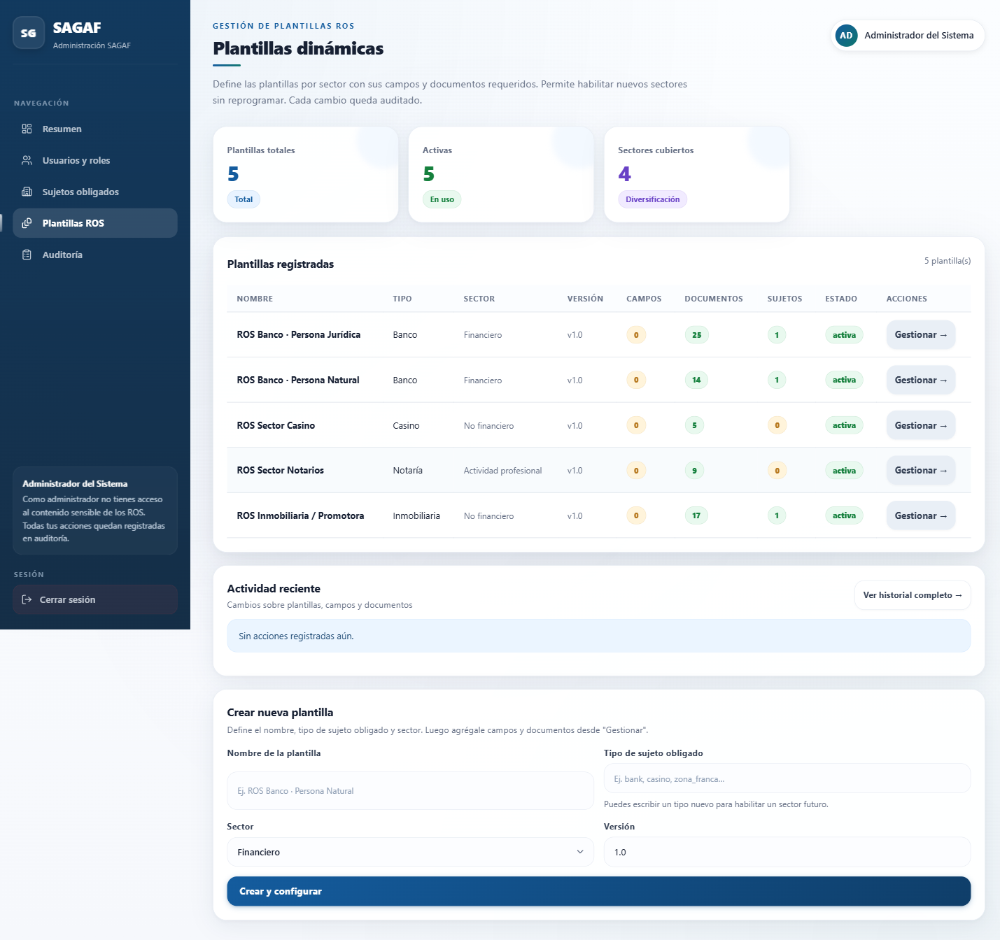 SG
SAGAF
Administración SAGAF
NAVEGACIÓN
Resumen
Usuarios y roles
Sujetos obligados
Plantillas ROS
Auditoría
Administrador del Sistema
Como administrador no tienes acceso
al contenido sensible de los ROS.
Todas tus acciones quedan registradas
en auditoría.
SESIÓN
Cerrar sesión
GESTIÓN DE PLANTILLAS ROS
Plantillas dinámicas
Define las plantillas por sector con sus campos y documentos requeridos. Permite habilitar nuevos sectores
sin reprogramar. Cada cambio queda auditado.
AD Administrador del Sistema
Plantillas totales
5
Total
Activas
5
En uso
Sectores cubiertos
4
Diversificación
Plantillas registradas
5 plantilla(s)
NOMBRE TIPO SECTOR VERSIÓN CAMPOS DOCUMENTOS SUJETOS ESTADO ACCIONES
ROS Banco · Persona Jurídica Banco Financiero v1.0 0 25 1 activa Gestionar →
ROS Banco · Persona Natural Banco Financiero v1.0 0 14 1 activa Gestionar →
ROS Sector Casino Casino No financiero v1.0 0 5 0 activa Gestionar →
ROS Sector Notarios Notaría Actividad profesional v1.0 0 9 0 activa Gestionar →
ROS Inmobiliaria / Promotora Inmobiliaria No financiero v1.0 0 17 1 activa Gestionar →
Actividad reciente
Cambios sobre plantillas, campos y documentos
Ver historial completo →
Sin acciones registradas aún.
Crear nueva plantilla
Define el nombre, tipo de sujeto obligado y sector. Luego agrégale campos y documentos desde "Gestionar".
Nombre de la plantilla
Ej. ROS Banco · Persona Natural
Tipo de sujeto obligado
Ej. bank, casino, zona_franca...
Puedes escribir un tipo nuevo para habilitar un sector futuro.
Sector
Financiero
Versión
1.0
Crear y configurar